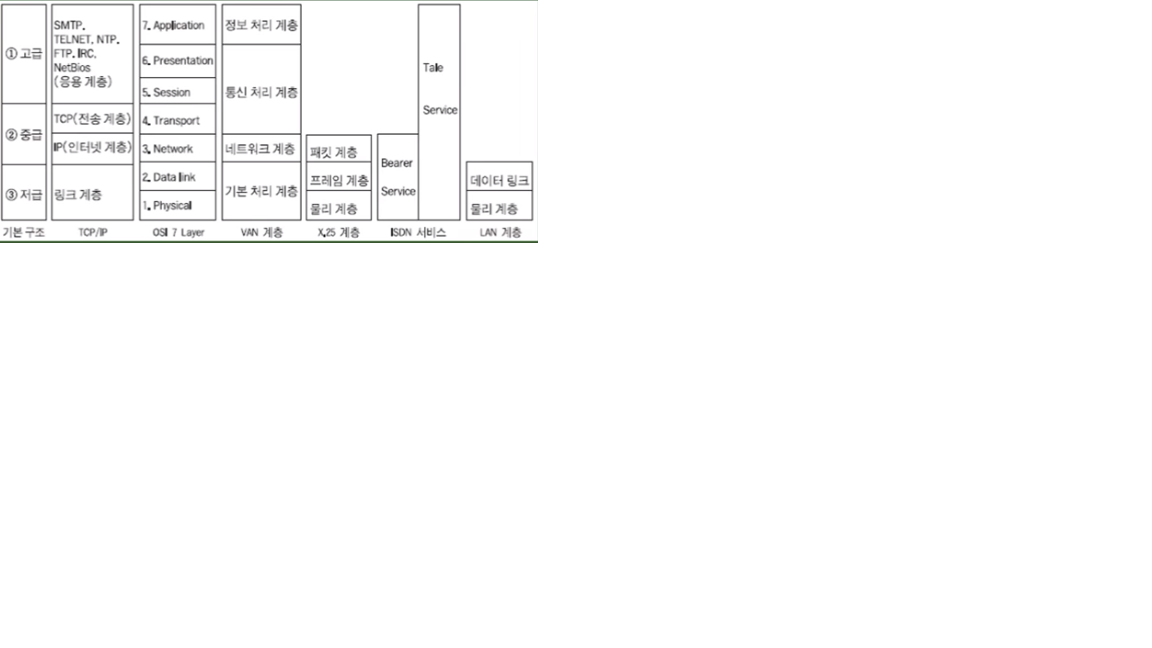 ① 고급
② 중급
③ 저급
기본 구조
SMTP,
TELNET, NTP,
FTP, IRC,
NetBios
(응용 계층)
TCP(전송 계층)
IP(인터넷 계층)
링크 계층
TCP/IP
7. Application
6. Presentation
5. Session
4. Transport
3. Network
2. Data link
1. Physical
OSI 7 Layer
정보 처리 계층
통신 처리 계층
네트워크 계층
기본 처리 계층
VAN 계층
패킷 계층
프레임 계층
물리 계층
X.25 계층
Bearer
Service
Tale
Service
ISDN 서비스
데이터 링크
물리 계층
LAN 계층